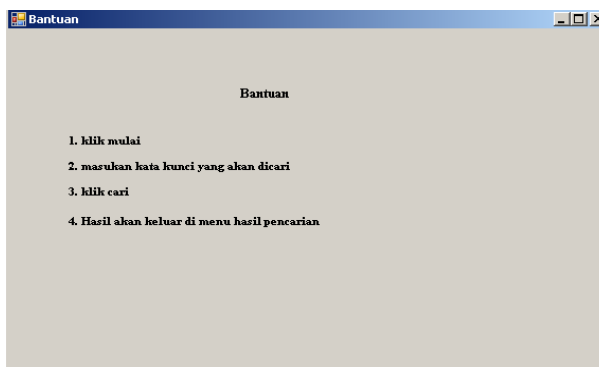 Bantuan
Bantuan
1. klik mulai
2. masukan kata kunci yang akan dicari
3. klik cari
4. Hasil akan keluar di menu hasil pencarian